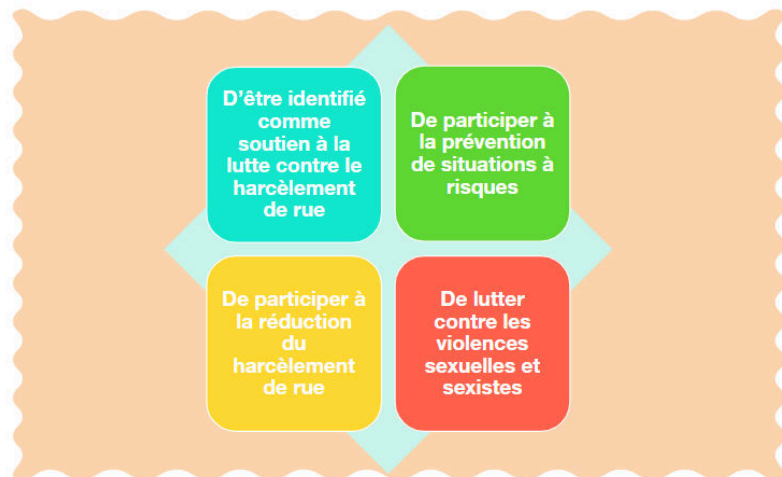 D'être identifié
comme
soutien à la
lutte contre le
harcèlement
de rue
De participer à
la prévention
de situations à
risques
De participer à
la réduction
du
harcèlement
de rue
De lutter
contre les
violences
sexuelles et
sexistes